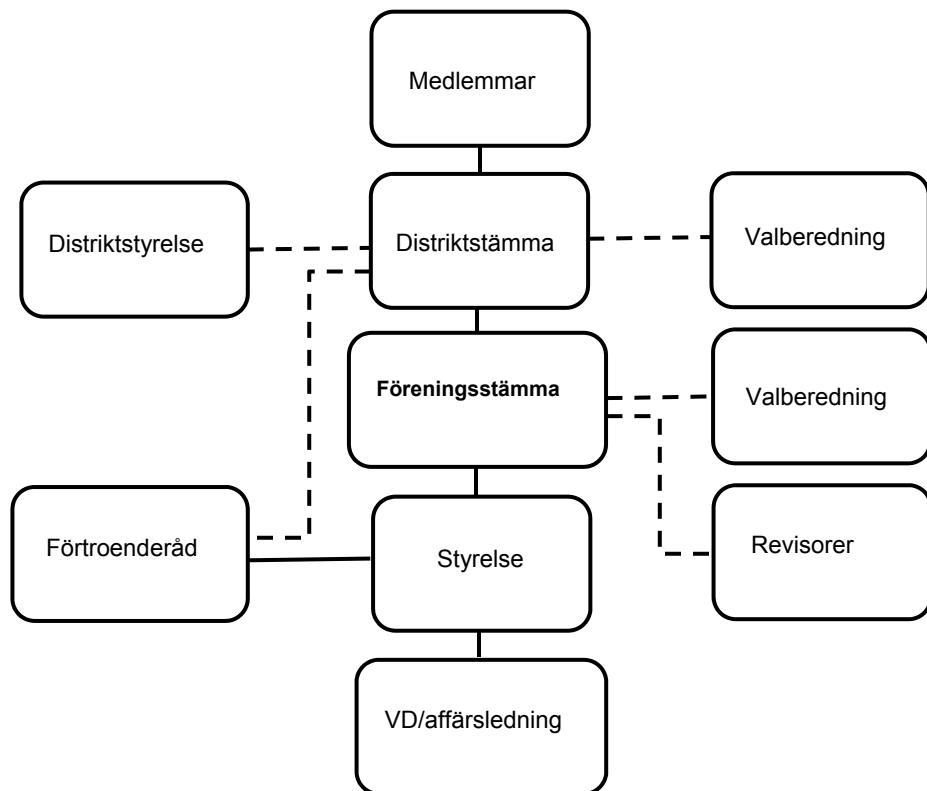 Medlemmar
Distriktstyrelse
Distriktstämma
Valberedning
Föreningsstämma
Valberedning
Förtroenderåd
Styrelse
Revisorer
VD/affärsledning